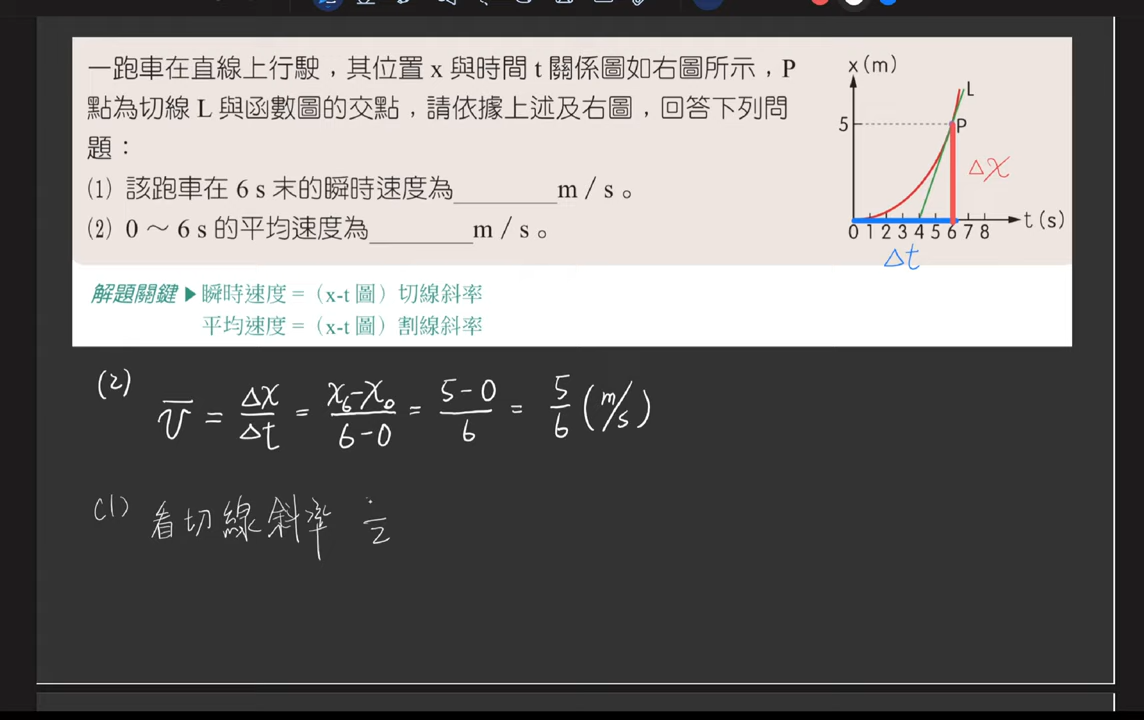 一跑車在直線上行駛，其位置 x 與時間 t 關係圖如右圖所示，P
點為切線 L 與函數圖的交點，請依據上述及右圖，回答下列問
題：
(1) 該跑車在 6 s 末的瞬時速度為________m / s。
(2) 0 ～ 6 s 的平均速度為________m / s。
x (m)
L
5
P
Δx
0 1 2 3 4 5 6 7 8
t (s)
Δt
解題關鍵▶瞬時速度 =（x-t 圖）切線斜率
平均速度 =（x-t 圖）割線斜率
(2)
v̄ = Δx/Δt = (x₆-x₀)/(6-0) = (5-0)/6 = 5/6 (m/s)
(1) 看切線斜率